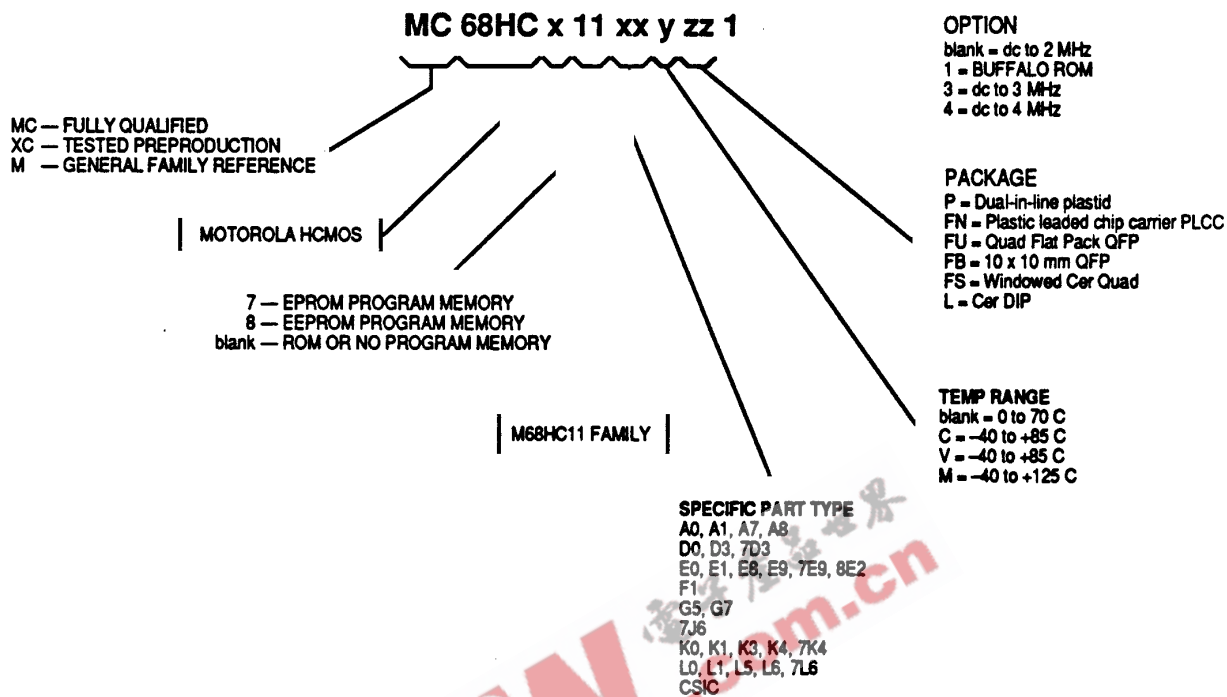 MC 68HC x 11 xx y zz 1
OPTION
blank = dc to 2 MHz
1 = BUFFALO ROM
3 = dc to 3 MHz
4 = dc to 4 MHz
MC — FULLY QUALIFIED
XC — TESTED PREPRODUCTION
M — GENERAL FAMILY REFERENCE
PACKAGE
P = Dual-in-line plastid
FN = Plastic leaded chip carrier PLCC
FU = Quad Flat Pack QFP
FB = 10 x 10 mm QFP
FS = Windowed Cer Quad
L = Cer DIP
MOTOROLA HCMOS
7 — EPROM PROGRAM MEMORY
8 — EEPROM PROGRAM MEMORY
blank — ROM OR NO PROGRAM MEMORY
TEMP RANGE
blank = 0 to 70 C
C = –40 to +85 C
V = –40 to +85 C
M = –40 to +125 C
M68HC11 FAMILY
SPECIFIC PART TYPE
A0, A1, A7, A8
D0, D3, 7D3
E0, E1, E8, E9, 7E9, 8E2
F1
G5, G7
7J6
K0, K1, K3, K4, 7K4
L0, L1, L5, L6, 7L6
CSIC
.com.cn